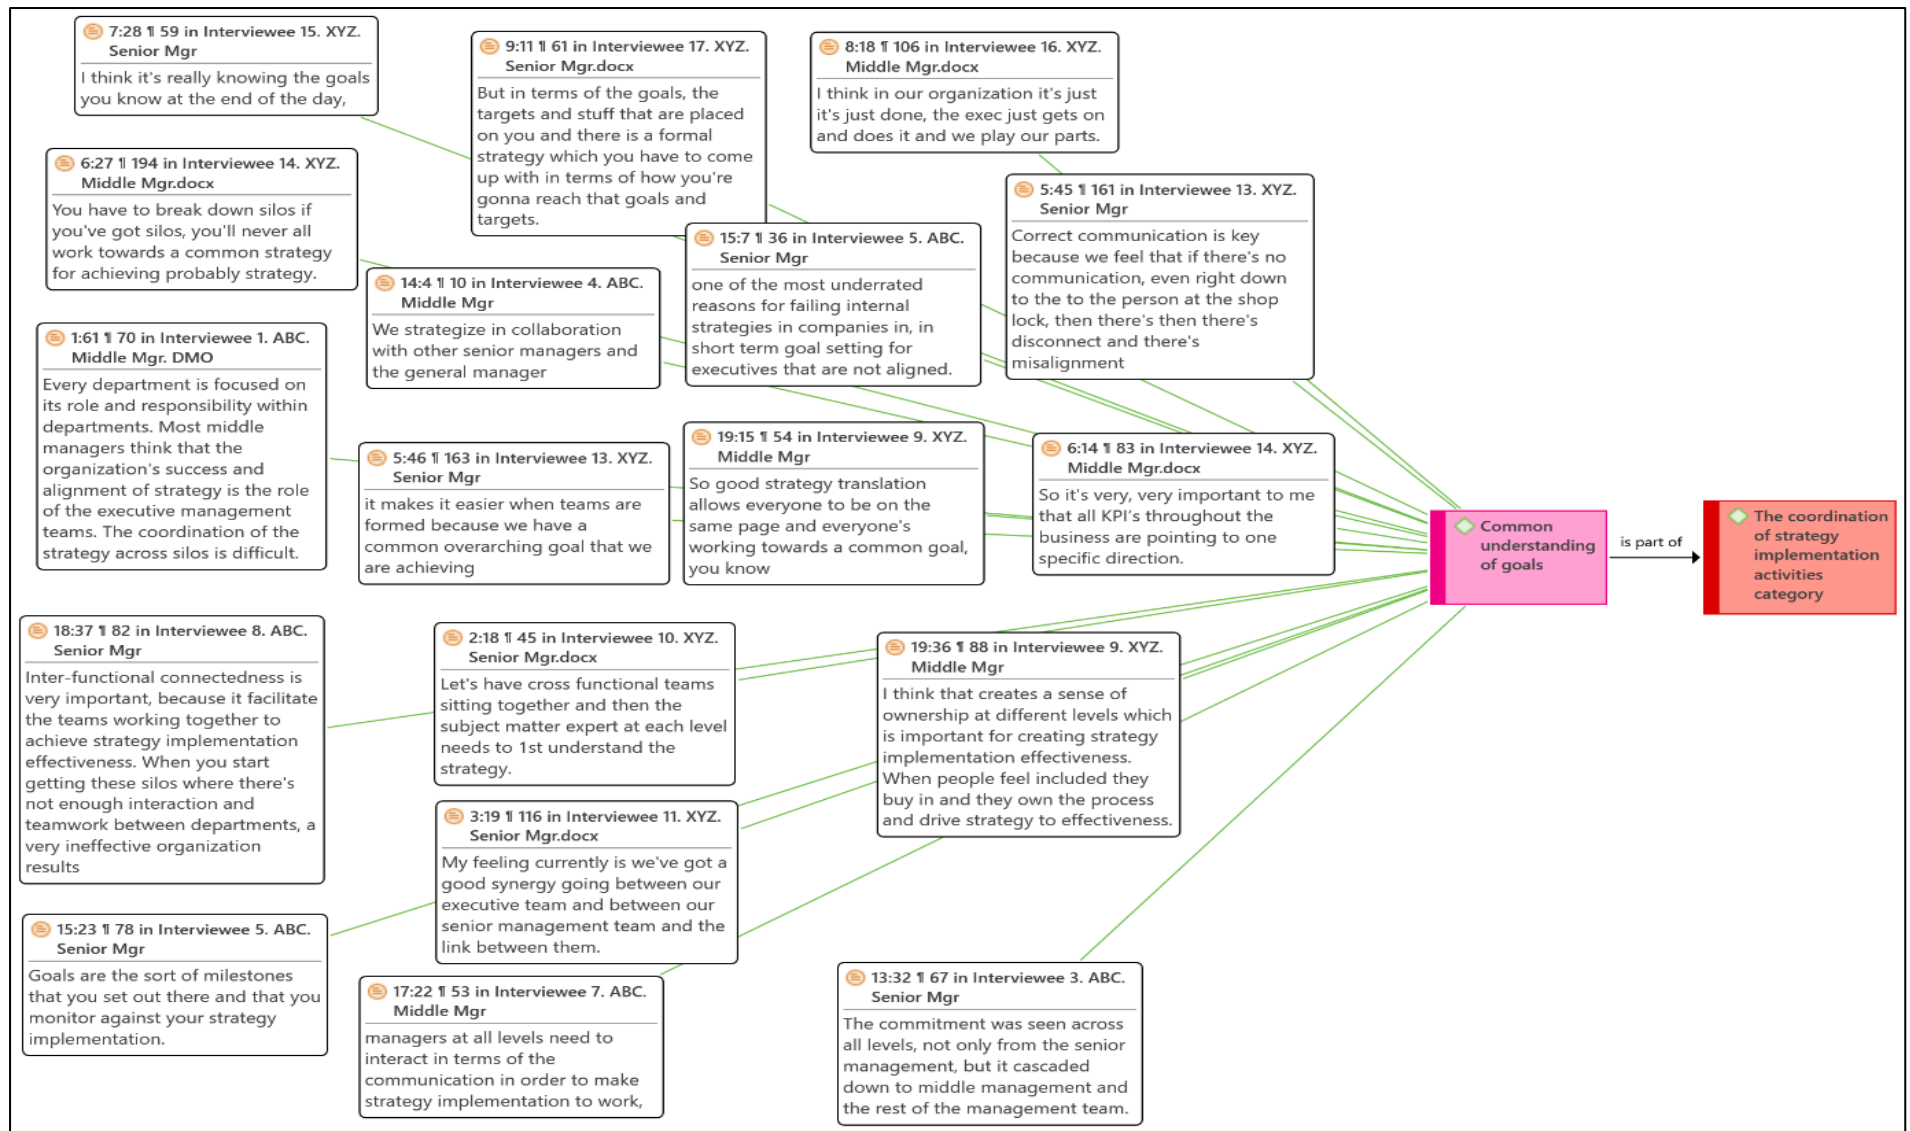 7:28 ¶ 59 in Interviewee 15. XYZ.
Senior Mgr
I think it's really knowing the goals
you know at the end of the day,
9:11 ¶ 61 in Interviewee 17. XYZ.
Senior Mgr.docx
But in terms of the goals, the
targets and stuff that are placed
on you and there is a formal
strategy which you have to come
up with in terms of how you're
gonna reach that goals and
targets.
8:18 ¶ 106 in Interviewee 16. XYZ.
Middle Mgr.docx
I think in our organization it's just
it's just done, the exec just gets on
and does it and we play our parts.
6:27 ¶ 194 in Interviewee 14. XYZ.
Middle Mgr.docx
You have to break down silos if
you've got silos, you'll never all
work towards a common strategy
for achieving probably strategy.
5:45 ¶ 161 in Interviewee 13. XYZ.
Senior Mgr
Correct communication is key
because we feel that if there's no
communication, even right down
to the to the person at the shop
lock, then there's then there's
disconnect and there's
misalignment
15:7 ¶ 36 in Interviewee 5. ABC.
Senior Mgr
one of the most underrated
reasons for failing internal
strategies in companies in, in
short term goal setting for
executives that are not aligned.
14:4 ¶ 10 in Interviewee 4. ABC.
Middle Mgr
We strategize in collaboration
with other senior managers and
the general manager
1:61 ¶ 70 in Interviewee 1. ABC.
Middle Mgr. DMO
Every department is focused on
its role and responsibility within
departments. Most middle
managers think that the
organization's success and
alignment of strategy is the role
of the executive management
teams. The coordination of the
strategy across silos is difficult.
5:46 ¶ 163 in Interviewee 13. XYZ.
Senior Mgr
it makes it easier when teams are
formed because we have a
common overarching goal that we
are achieving
19:15 ¶ 54 in Interviewee 9. XYZ.
Middle Mgr
So good strategy translation
allows everyone to be on the
same page and everyone's
working towards a common goal,
you know
6:14 ¶ 83 in Interviewee 14. XYZ.
Middle Mgr.docx
So it's very, very important to me
that all KPI's throughout the
business are pointing to one
specific direction.
Common
understanding
of goals
is part of
The coordination
of strategy
implementation
activities
category
18:37 ¶ 82 in Interviewee 8. ABC.
Senior Mgr
Inter-functional connectedness is
very important, because it facilitate
the teams working together to
achieve strategy implementation
effectiveness. When you start
getting these silos where there's
not enough interaction and
teamwork between departments, a
very ineffective organization
results
2:18 ¶ 45 in Interviewee 10. XYZ.
Senior Mgr.docx
Let's have cross functional teams
sitting together and then the
subject matter expert at each level
needs to 1st understand the
strategy.
19:36 ¶ 88 in Interviewee 9. XYZ.
Middle Mgr
I think that creates a sense of
ownership at different levels which
is important for creating strategy
implementation effectiveness.
When people feel included they
buy in and they own the process
and drive strategy to effectiveness.
3:19 ¶ 116 in Interviewee 11. XYZ.
Senior Mgr.docx
My feeling currently is we've got a
good synergy going between our
executive team and between our
senior management team and the
link between them.
15:23 ¶ 78 in Interviewee 5. ABC.
Senior Mgr
Goals are the sort of milestones
that you set out there and that you
monitor against your strategy
implementation.
17:22 ¶ 53 in Interviewee 7. ABC.
Middle Mgr
managers at all levels need to
interact in terms of the
communication in order to make
strategy implementation to work,
13:32 ¶ 67 in Interviewee 3. ABC.
Senior Mgr
The commitment was seen across
all levels, not only from the senior
management, but it cascaded
down to middle management and
the rest of the management team.